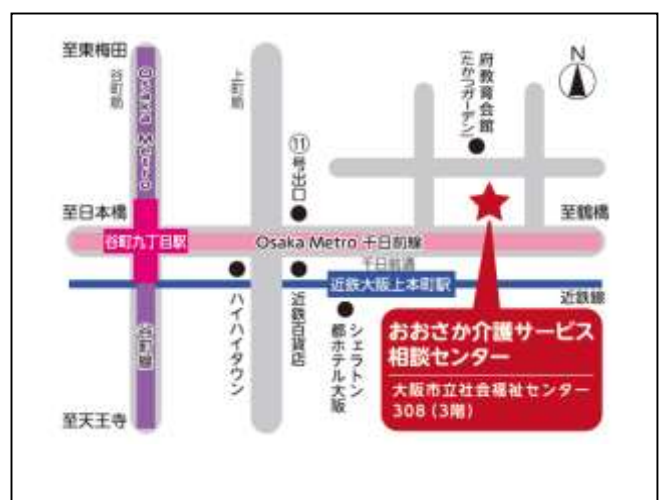 至東梅田
谷町筋
Osaka Metro
上町筋
⑪号出口
府教育会館
(たかつガーデン)
N
至日本橋
至鶴橋
谷町九丁目駅
Osaka Metro 千日前線
千日前通
近鉄大阪上本町駅
近鉄線
谷町線
ハイハイタウン
近鉄百貨店
シェラトン
都ホテル大阪
おおさか介護サービス
相談センター
大阪市立社会福祉センター
308 (3階)
至天王寺